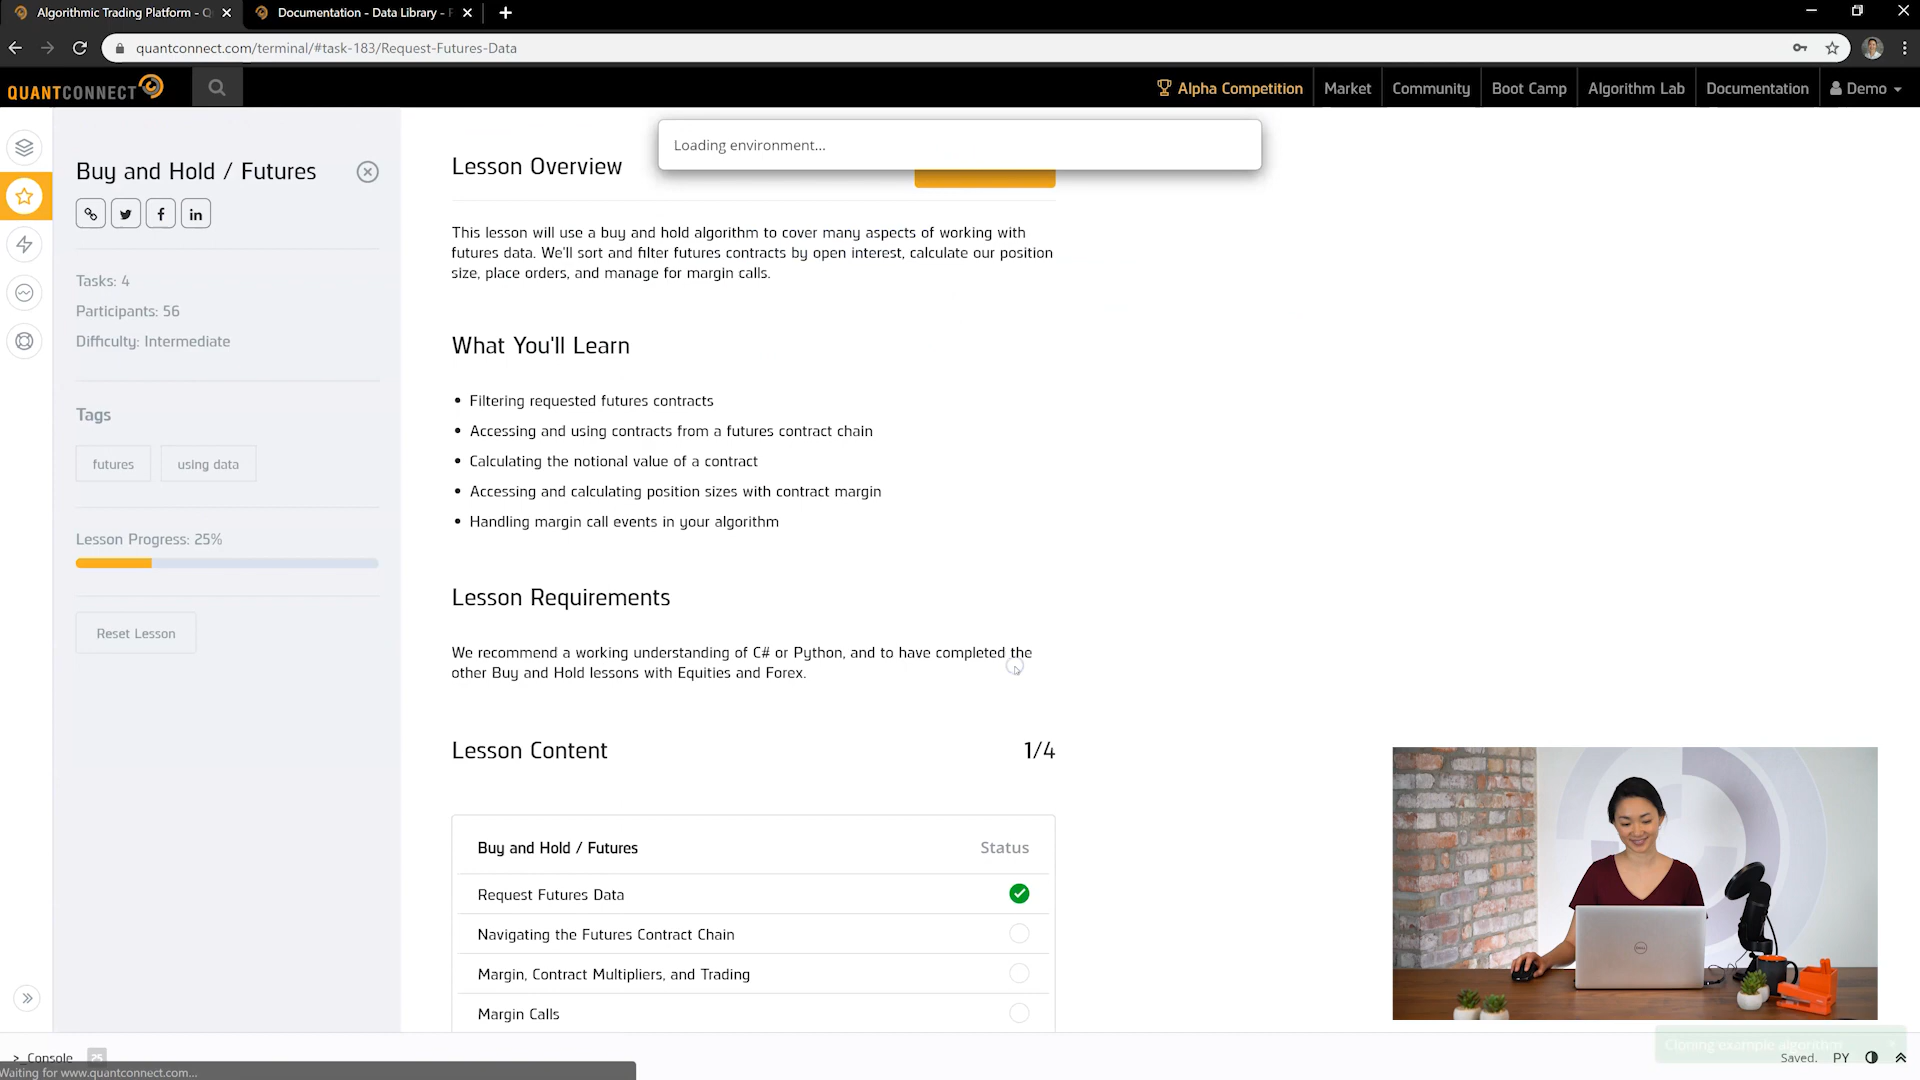 Algorithmic Trading Platform - Q
Documentation - Data Library - F
quantconnect.com/terminal/#task-183/Request-Futures-Data
QUANTCONNECT
Alpha Competition
Market
Community
Boot Camp
Algorithm Lab
Documentation
Demo
Loading environment...
Buy and Hold / Futures
Tasks: 4
Participants: 56
Difficulty: Intermediate
Tags
futures
using data
Lesson Progress: 25%
Reset Lesson
Lesson Overview
This lesson will use a buy and hold algorithm to cover many aspects of working with
futures data. We'll sort and filter futures contracts by open interest, calculate our position
size, place orders, and manage for margin calls.
What You'll Learn
• Filtering requested futures contracts
• Accessing and using contracts from a futures contract chain
• Calculating the notional value of a contract
• Accessing and calculating position sizes with contract margin
• Handling margin call events in your algorithm
Lesson Requirements
We recommend a working understanding of C# or Python, and to have completed the
other Buy and Hold lessons with Equities and Forex.
Lesson Content
1/4
Buy and Hold / Futures
Status
Request Futures Data
Navigating the Futures Contract Chain
Margin, Contract Multipliers, and Trading
Margin Calls
>_Console
25
Cloning example algorithm
Saved.
PY
Waiting for www.quantconnect.com...
DELL